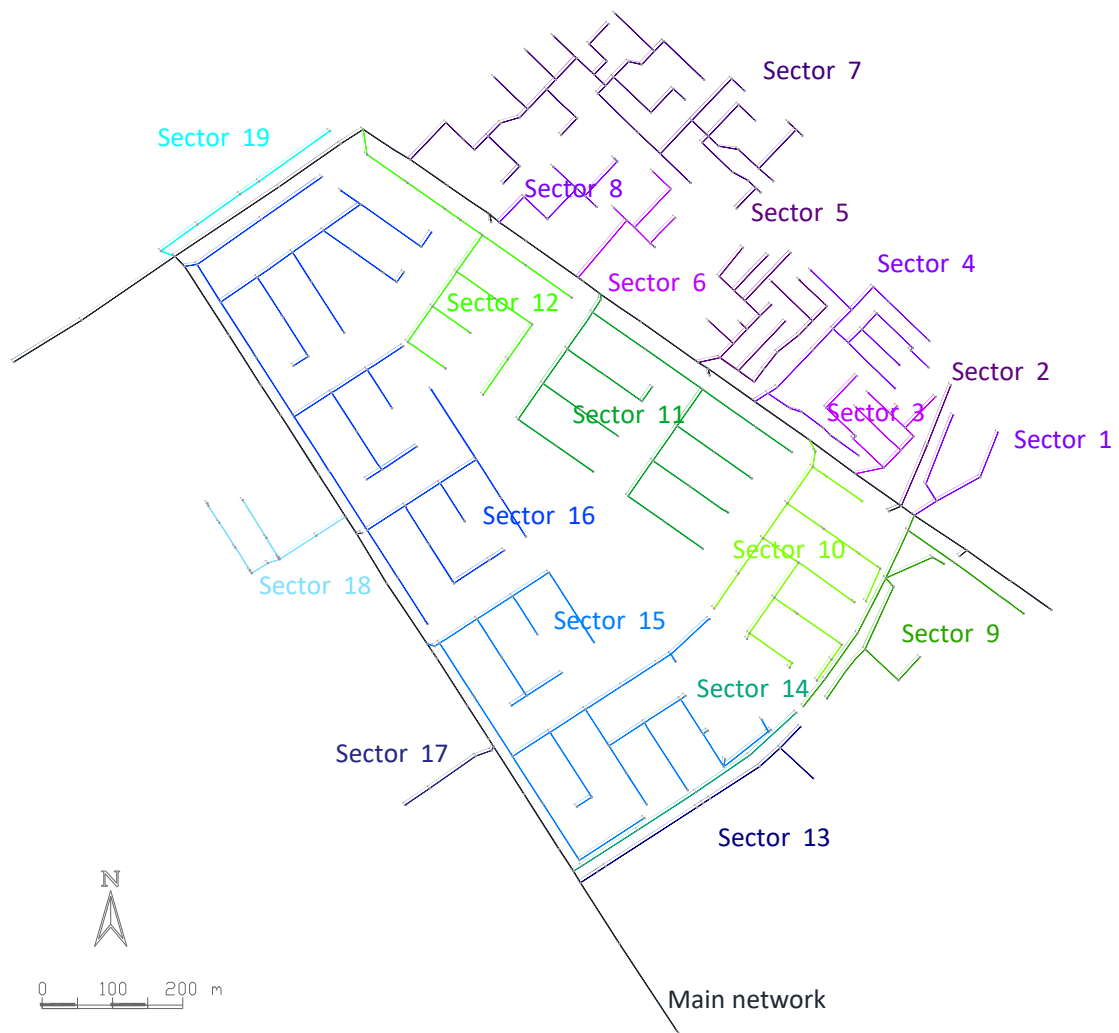 Sector 7
Sector 19
Sector 8
Sector 5
Sector 4
Sector 6
Sector 12
Sector 2
Sector 3
Sector 11
Sector 1
Sector 16
Sector 10
Sector 18
Sector 15
Sector 9
Sector 14
Sector 17
Sector 13
N
0 100 200 m
Main network